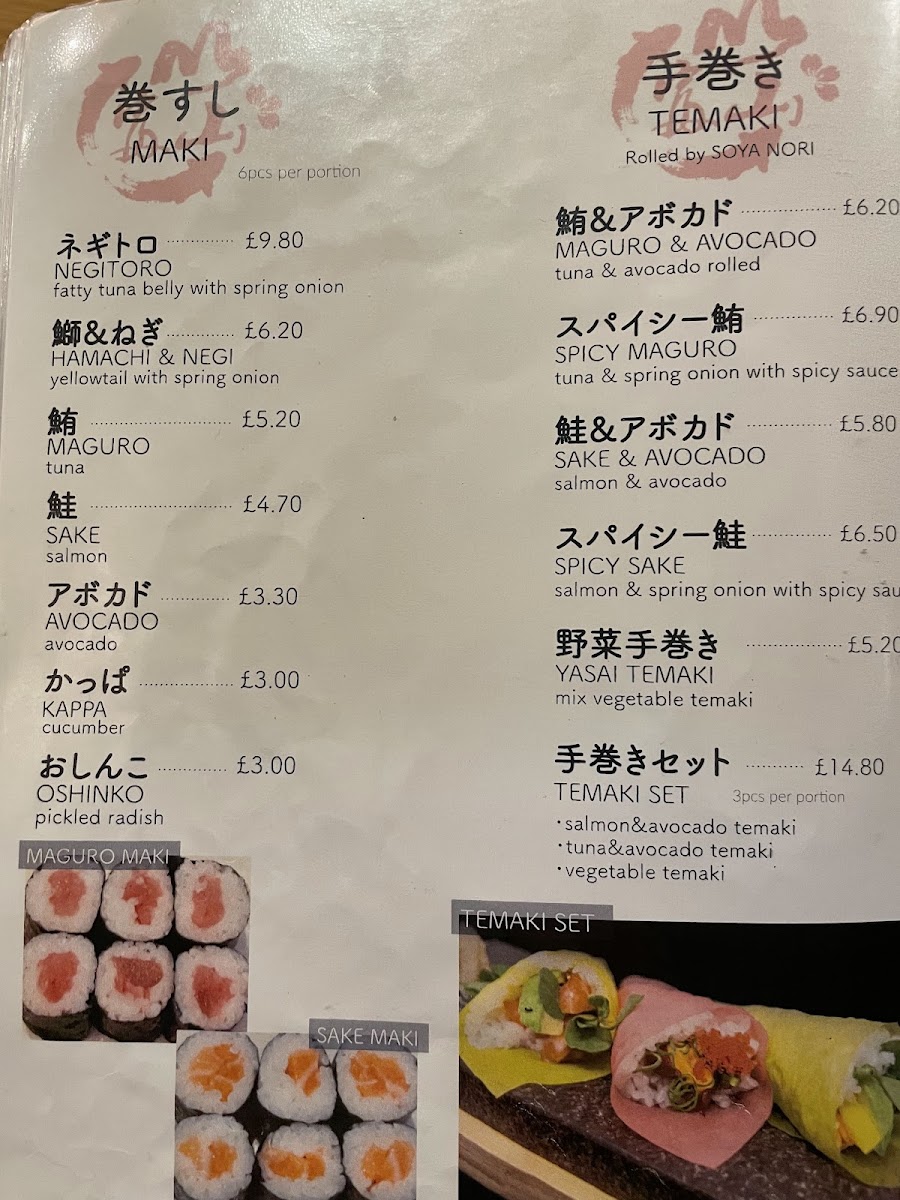 巻すし
MAKI
6pcs per portion
ネギトロ ............ £9.80
NEGITORO
fatty tuna belly with spring onion
鰤&ねぎ ............ £6.20
HAMACHI & NEGI
yellowtail with spring onion
鮪 ............ £5.20
MAGURO
tuna
鮭 ............ £4.70
SAKE
salmon
アボカド ............ £3.30
AVOCADO
avocado
かっぱ ............ £3.00
KAPPA
cucumber
おしんこ ............ £3.00
OSHINKO
pickled radish
MAGURO MAKI
SAKE MAKI
手巻き
TEMAKI
Rolled by SOYA NORI
鮪&アボカド ............ £6.20
MAGURO & AVOCADO
tuna & avocado rolled
スパイシー鮪 ............ £6.90
SPICY MAGURO
tuna & spring onion with spicy sauce
鮭&アボカド ............ £5.80
SAKE & AVOCADO
salmon & avocado
スパイシー鮭 ............ £6.50
SPICY SAKE
salmon & spring onion with spicy sau
野菜手巻き ............ £5.20
YASAI TEMAKI
mix vegetable temaki
手巻きセット ............ £14.80
TEMAKI SET 3pcs per portion
・salmon&avocado temaki
・tuna&avocado temaki
・vegetable temaki
TEMAKI SET